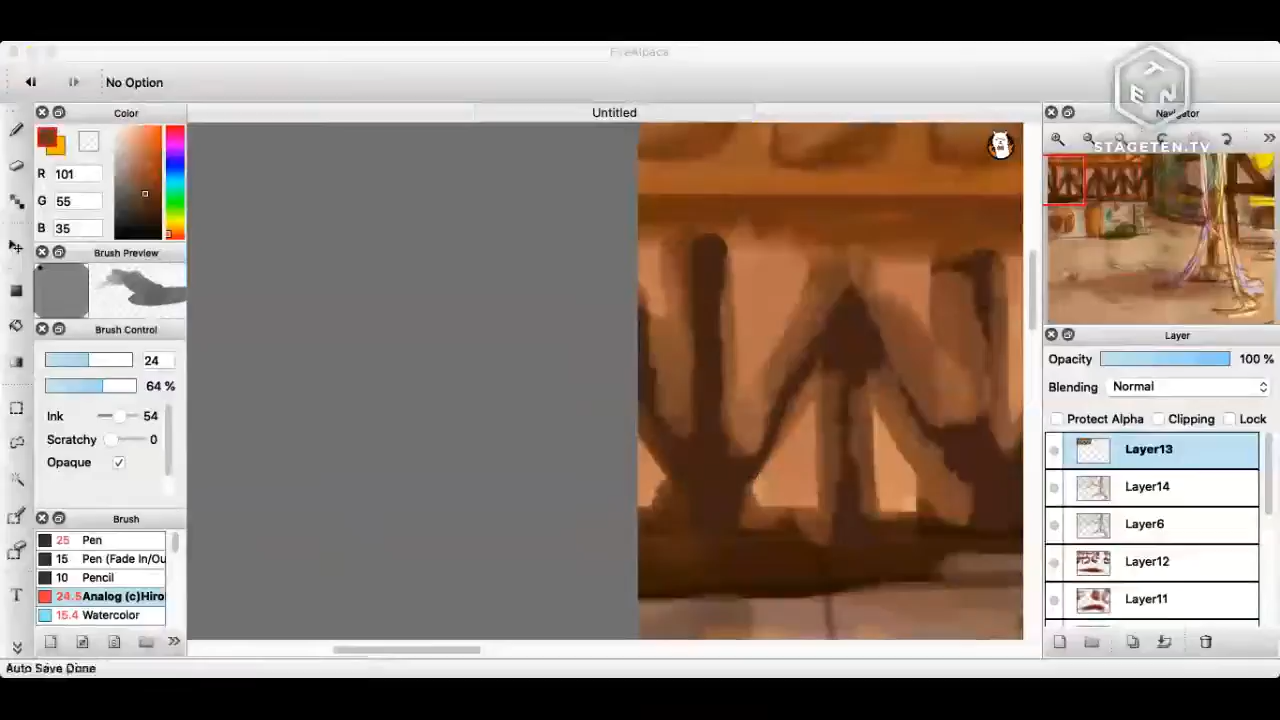 FireAlpaca
TEN
STAGETEN.TV
No Option
Color
Untitled
Navigator
R 101
G 55
B 35
Brush Preview
Brush Control
24
64 %
Ink 54
Scratchy 0
Opaque
Brush
25 Pen
15 Pen (Fade In/Ou
10 Pencil
24.5 Analog (c)Hiro
15.4 Watercolor
Layer
Opacity 100 %
Blending Normal
Protect Alpha Clipping Lock
Layer13
Layer14
Layer6
Layer12
Layer11
Auto Save Done